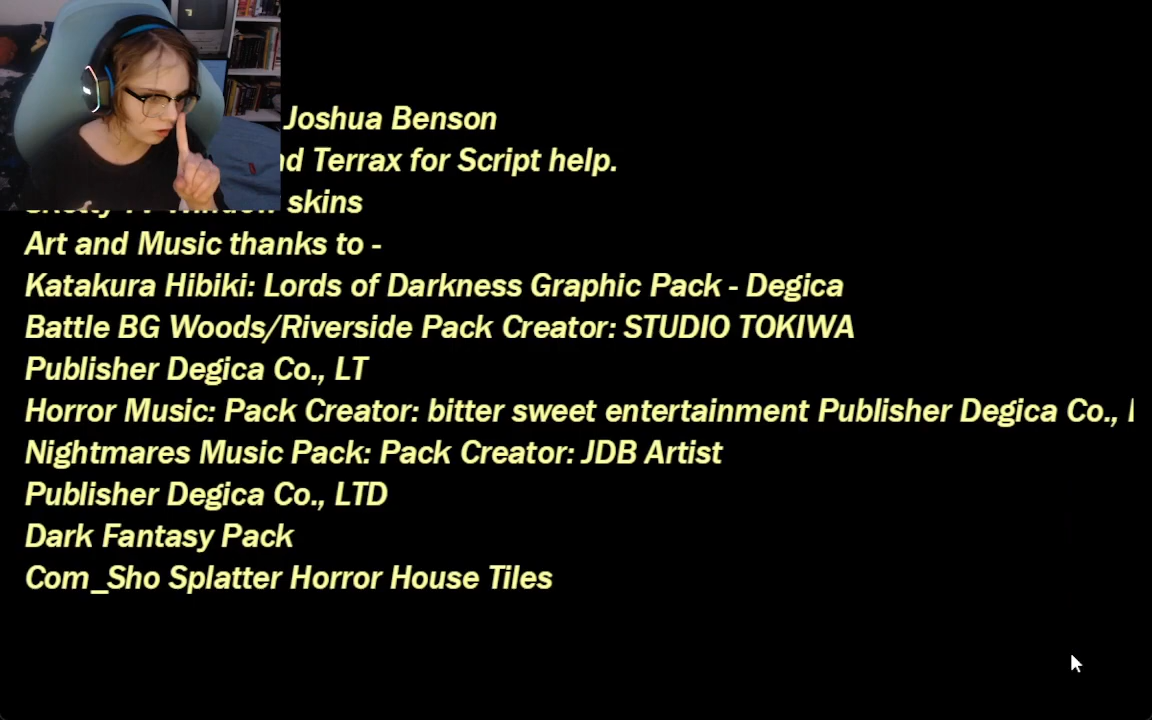 Joshua Benson
Terrax for Script help.
skins
Art and Music thanks to -
Katakura Hibiki: Lords of Darkness Graphic Pack - Degica
Battle BG Woods/Riverside Pack Creator: STUDIO TOKIWA
Publisher Degica Co., LT
Horror Music: Pack Creator: bitter sweet entertainment Publisher Degica Co.,
Nightmares Music Pack: Pack Creator: JDB Artist
Publisher Degica Co., LTD
Dark Fantasy Pack
Com_Sho Splatter Horror House Tiles